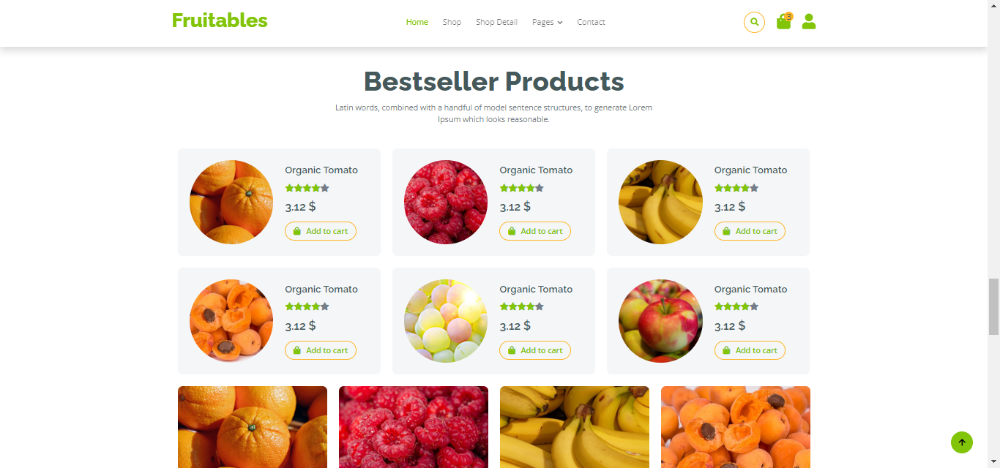 Fruitables
Home Shop Shop Detail Pages Contact
3
Bestseller Products
Latin words, combined with a handful of model sentence structures, to generate Lorem
Ipsum which looks reasonable.
Organic Tomato
3.12 $
Add to cart
Organic Tomato
3.12 $
Add to cart
Organic Tomato
3.12 $
Add to cart
Organic Tomato
3.12 $
Add to cart
Organic Tomato
3.12 $
Add to cart
Organic Tomato
3.12 $
Add to cart